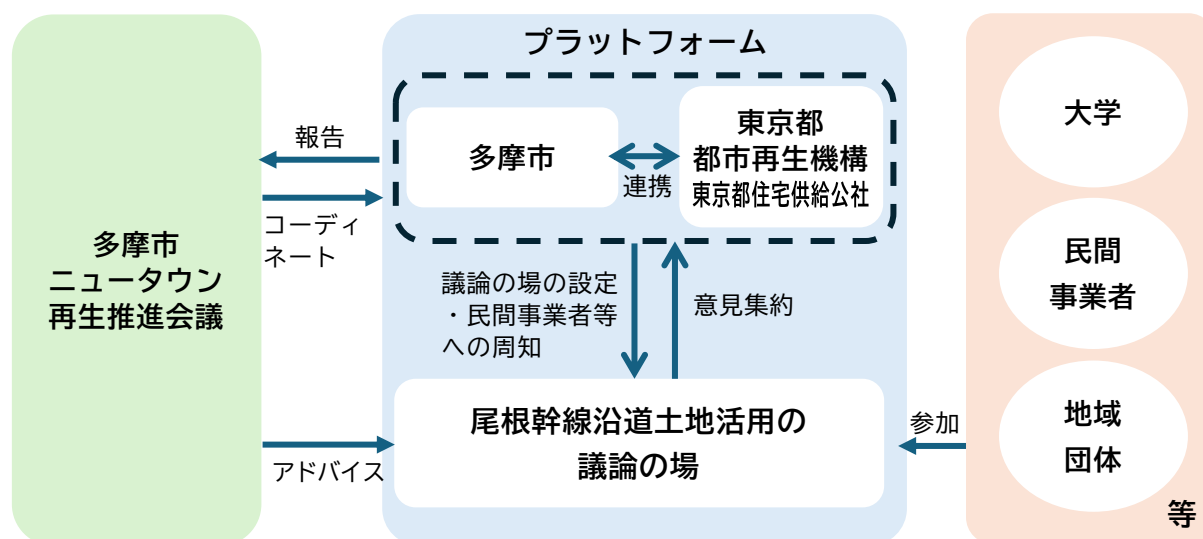 プラットフォーム
多摩市
ニュータウン
再生推進会議
報告
コーディ
ネート
アドバイス
多摩市
連携
東京都
都市再生機構
東京都住宅供給公社
議論の場の設定
・民間事業者等
への周知
意見集約
尾根幹線沿道土地活用の
議論の場
参加
大学
民間
事業者
地域
団体
等